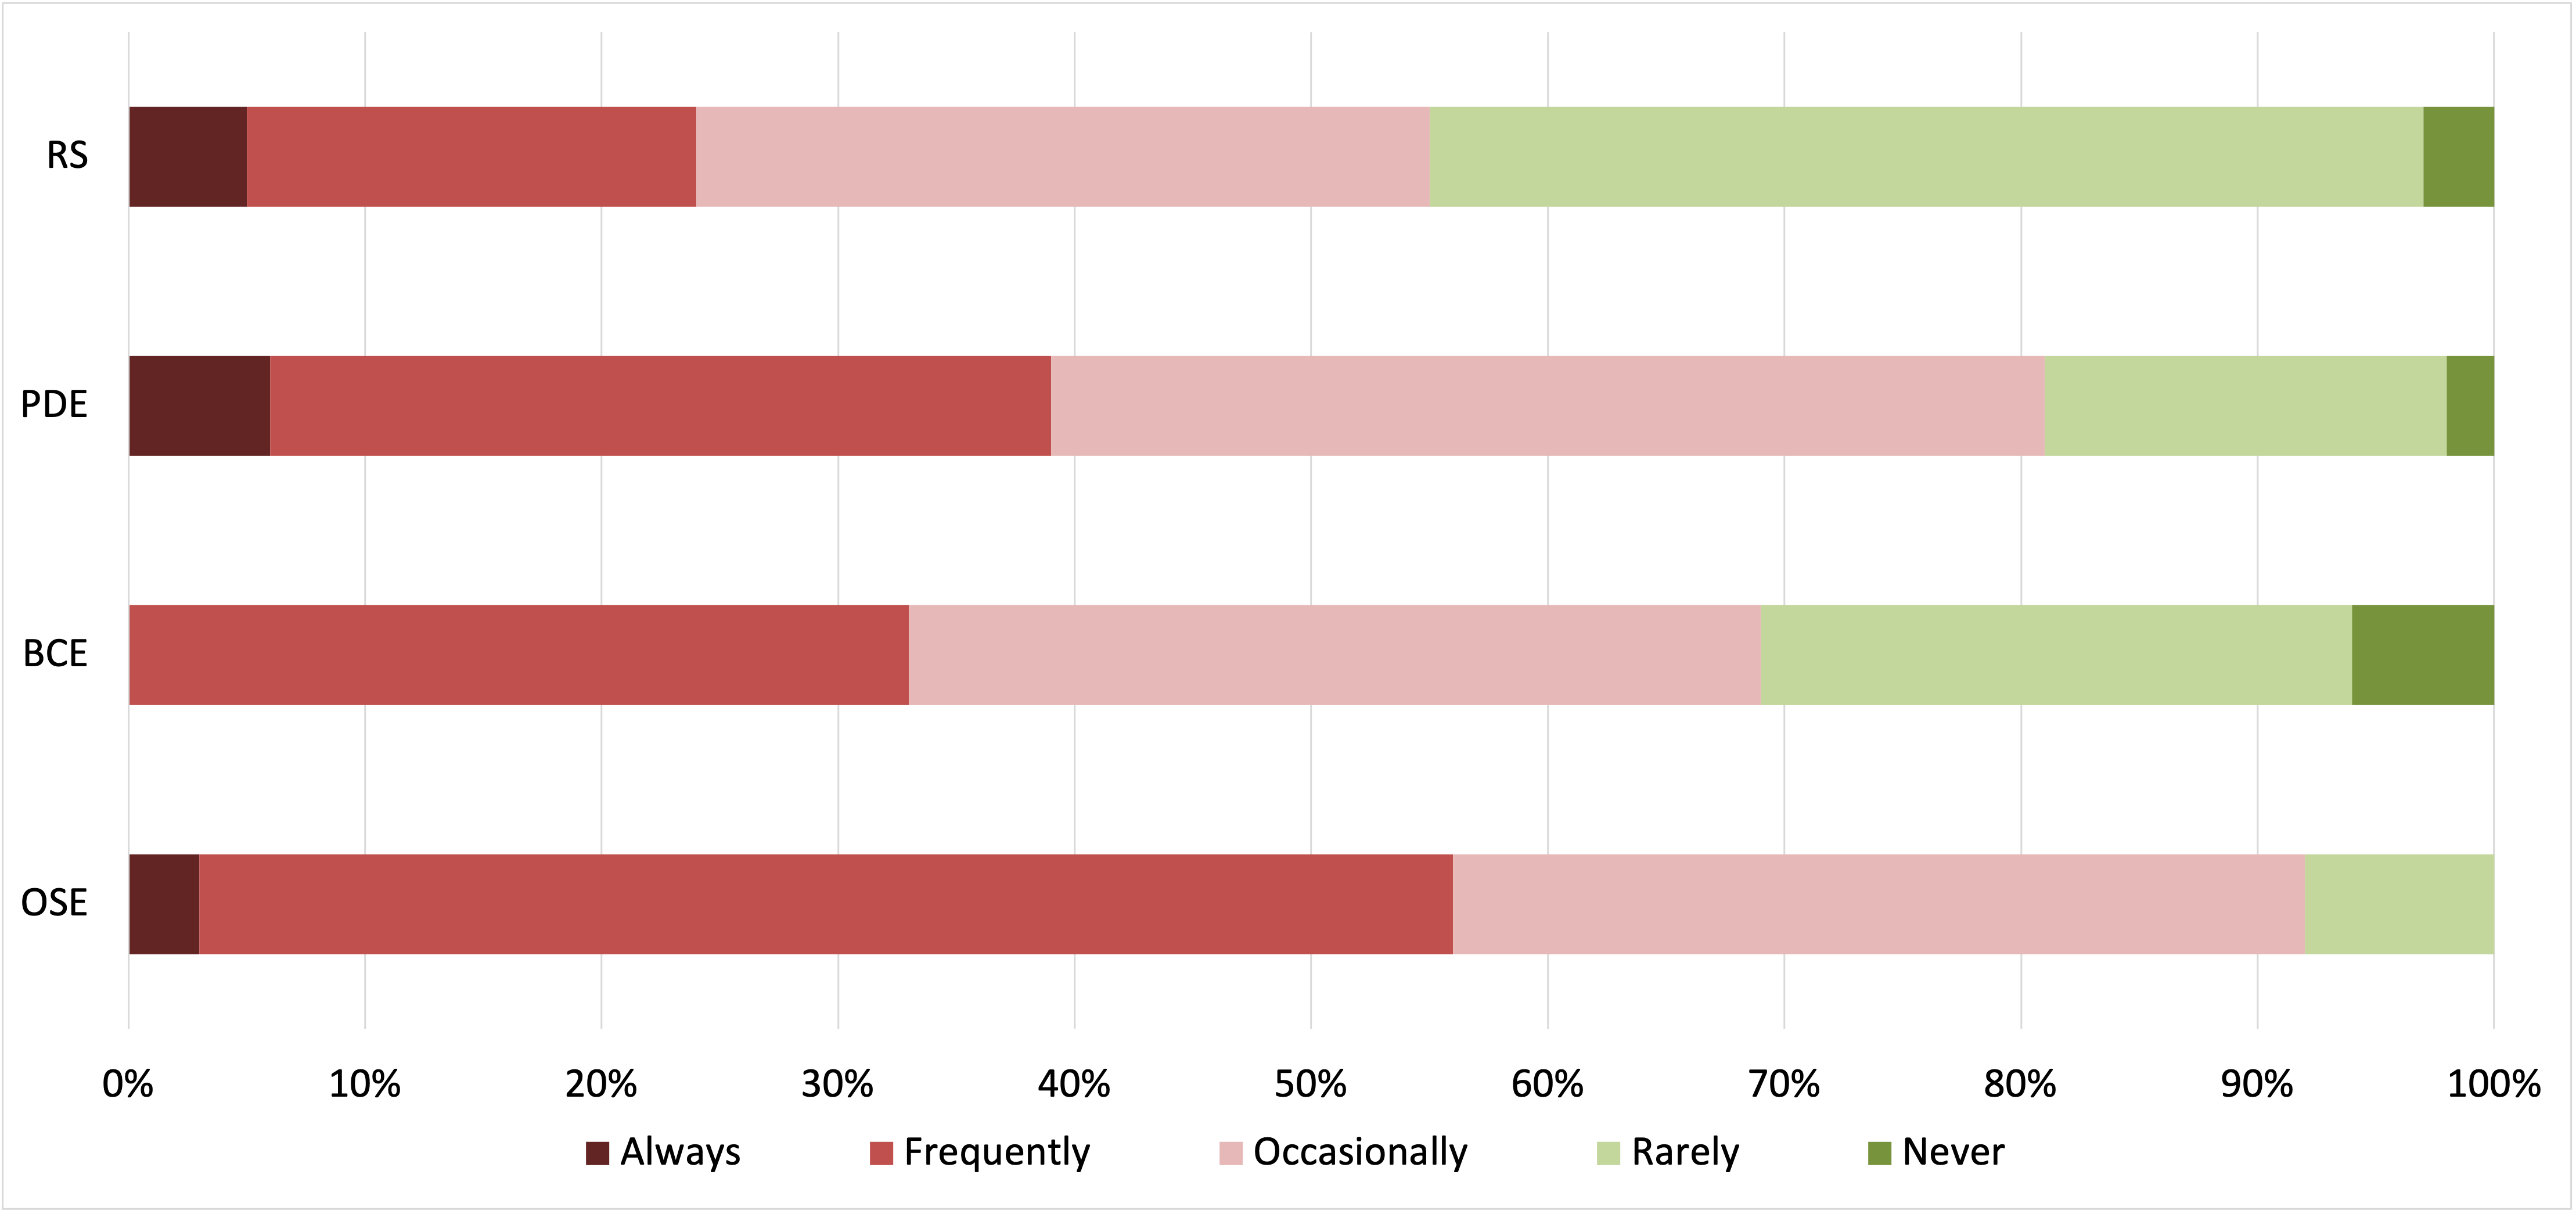 RS
PDE
BCE
OSE
0% 10% 20% 30% 40% 50% 60% 70% 80% 90% 100%
Always Frequently Occasionally Rarely Never